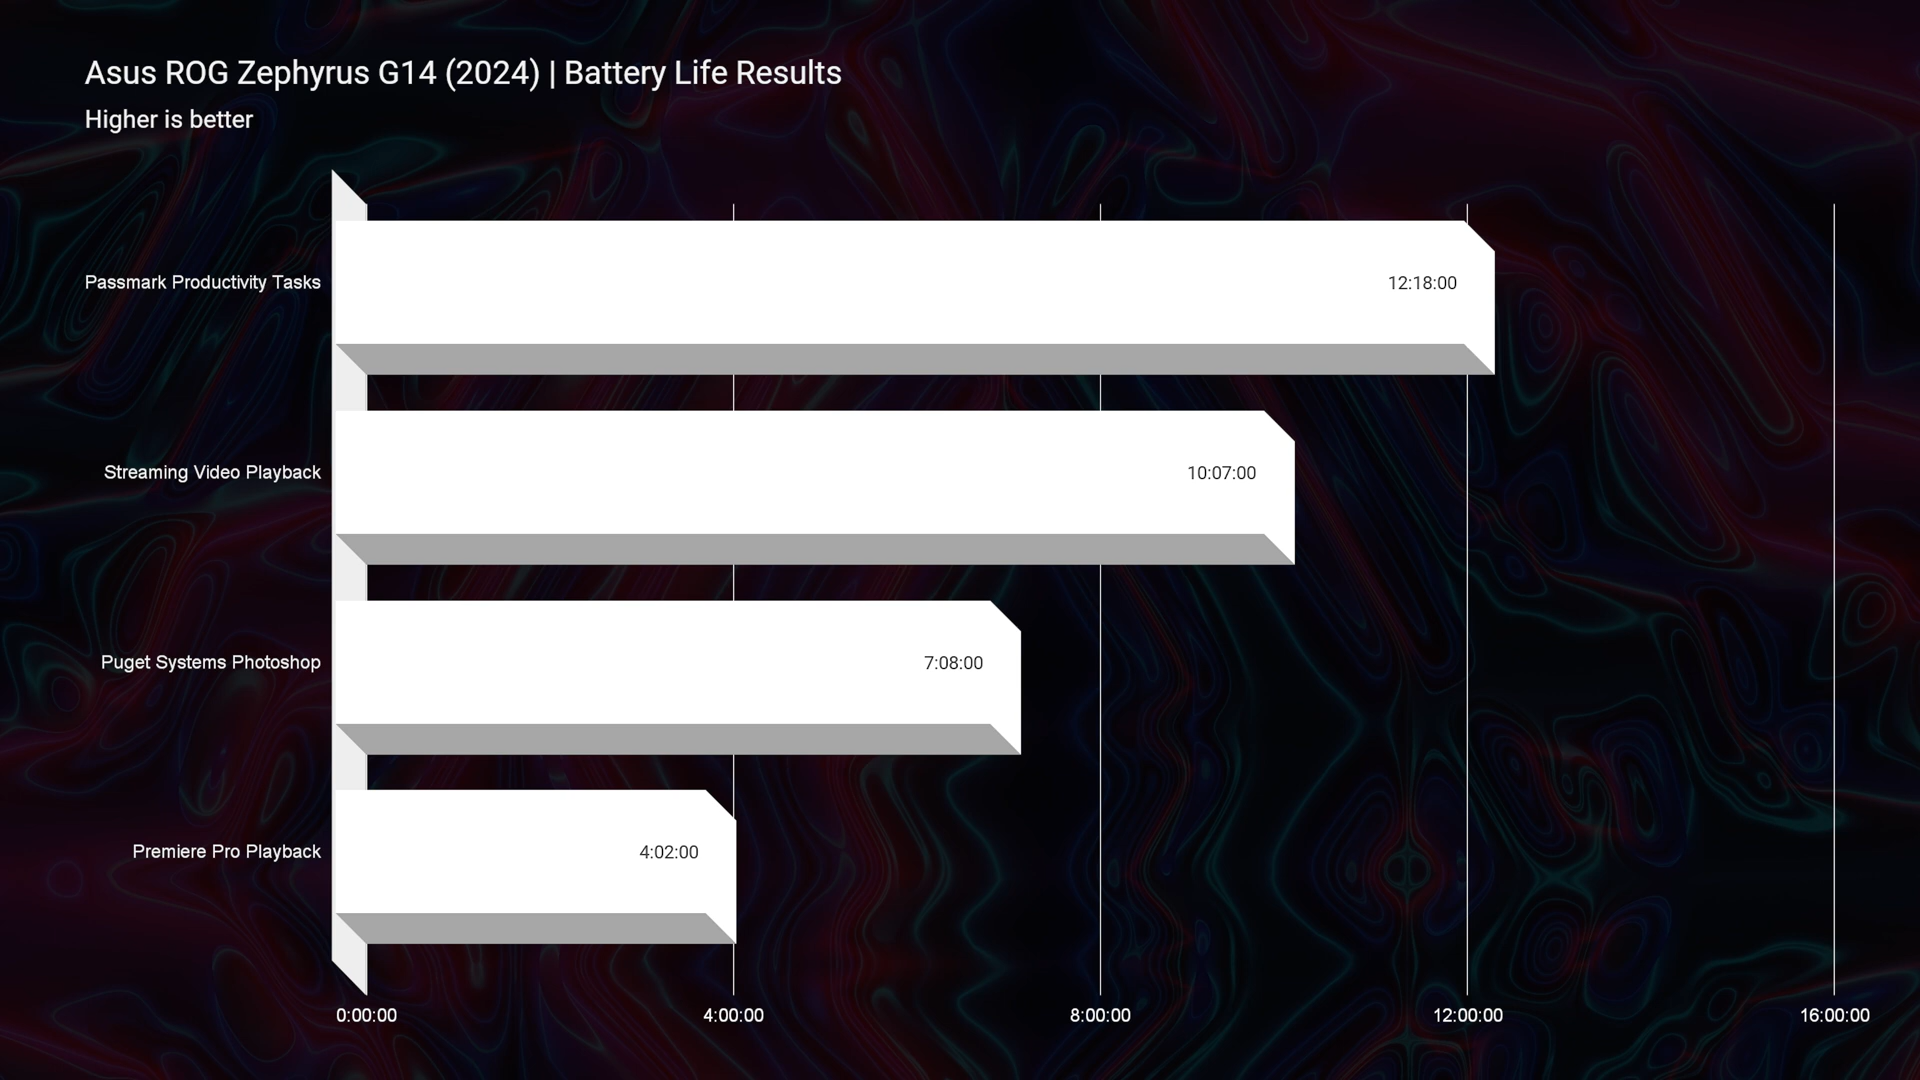 Asus ROG Zephyrus G14 (2024) | Battery Life Results
Higher is better
Passmark Productivity Tasks
12:18:00
Streaming Video Playback
10:07:00
Puget Systems Photoshop
7:08:00
Premiere Pro Playback
4:02:00
0:00:00
4:00:00
8:00:00
12:00:00
16:00:00